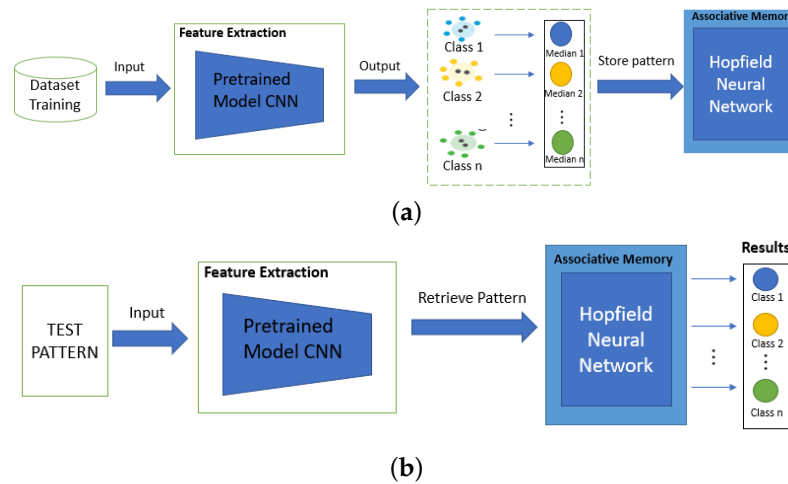 Feature Extraction
Associative Memory
Dataset
Training
Input
Pretrained
Model CNN
Output
Class 1
Class 2
Class n
Median 1
Median 2
Median n
Store pattern
Hopfield
Neural
Network
(a)
TEST
PATTERN
Input
Feature Extraction
Pretrained
Model CNN
Retrieve Pattern
Associative Memory
Hopfield
Neural
Network
Results
Class 1
Class 2
Class n
(b)